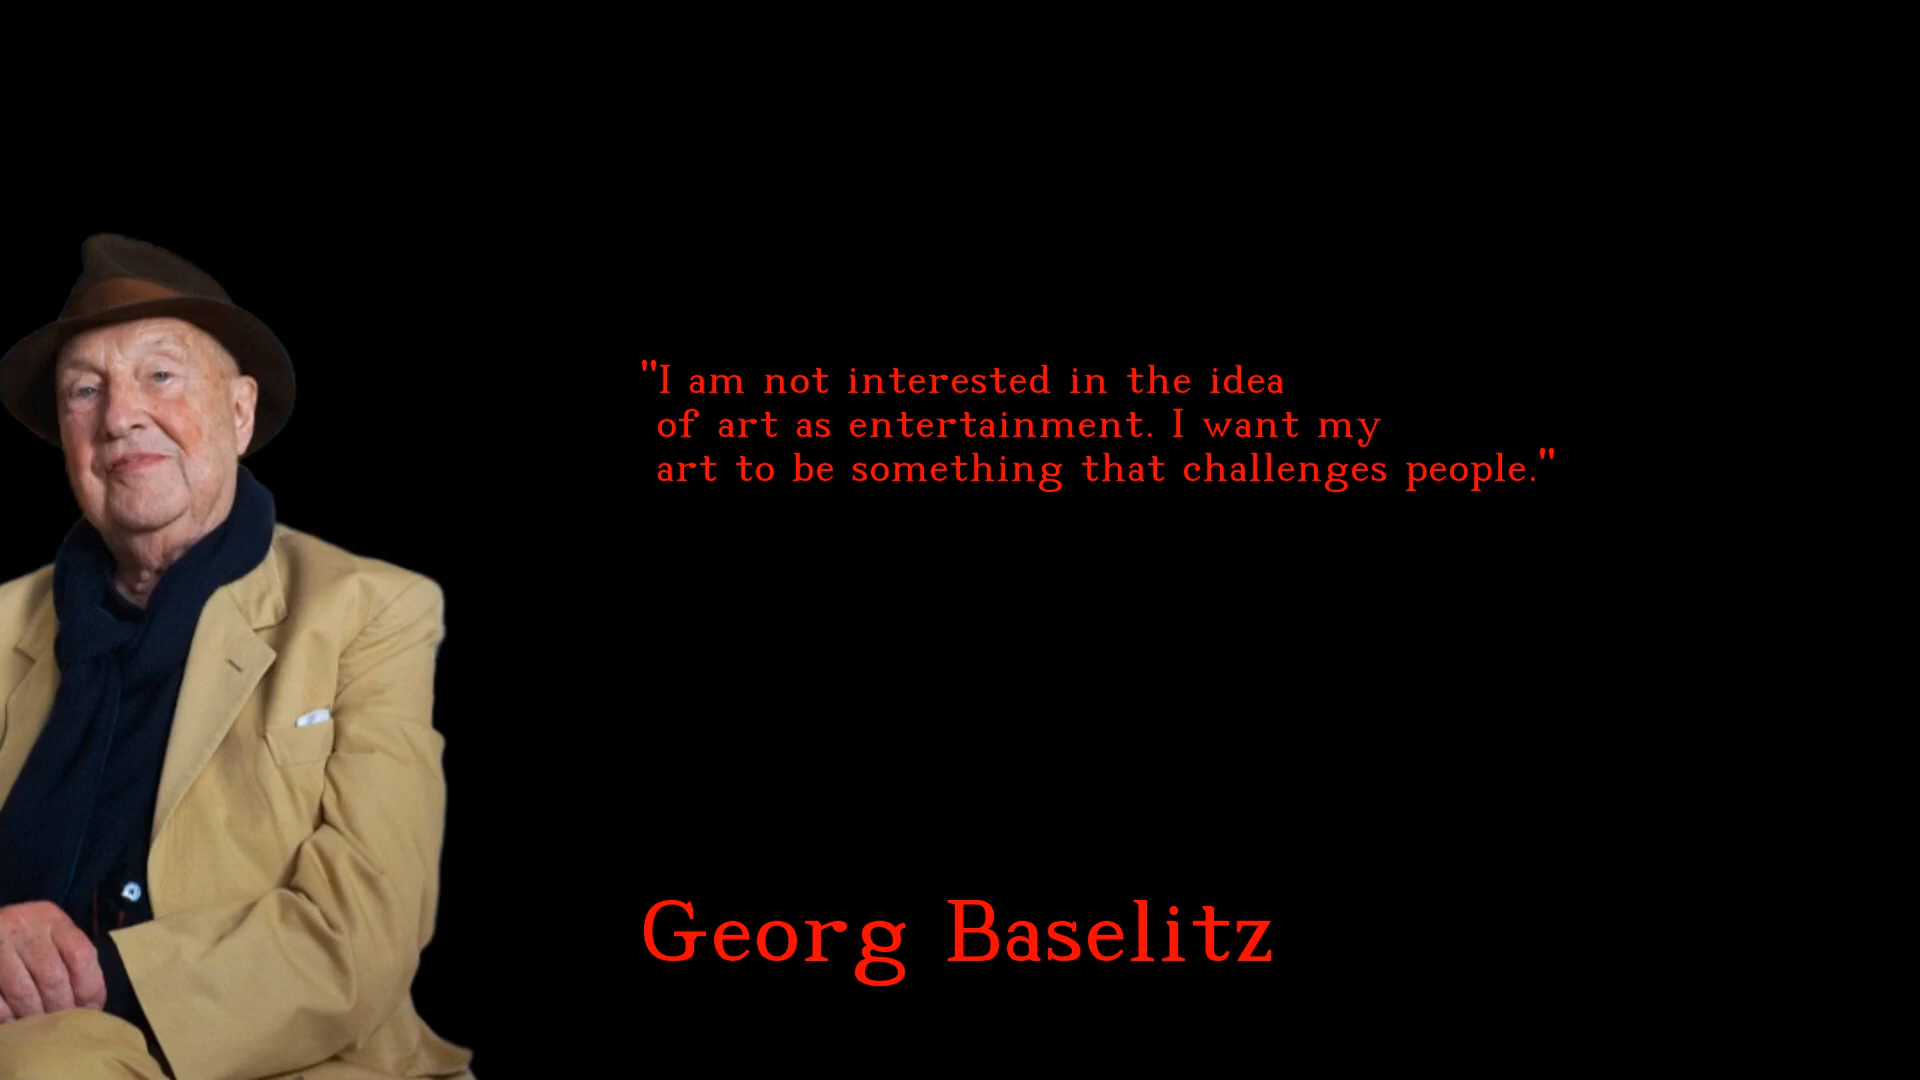 "I am not interested in the idea
of art as entertainment. I want my
art to be something that challenges people."
Georg Baselitz